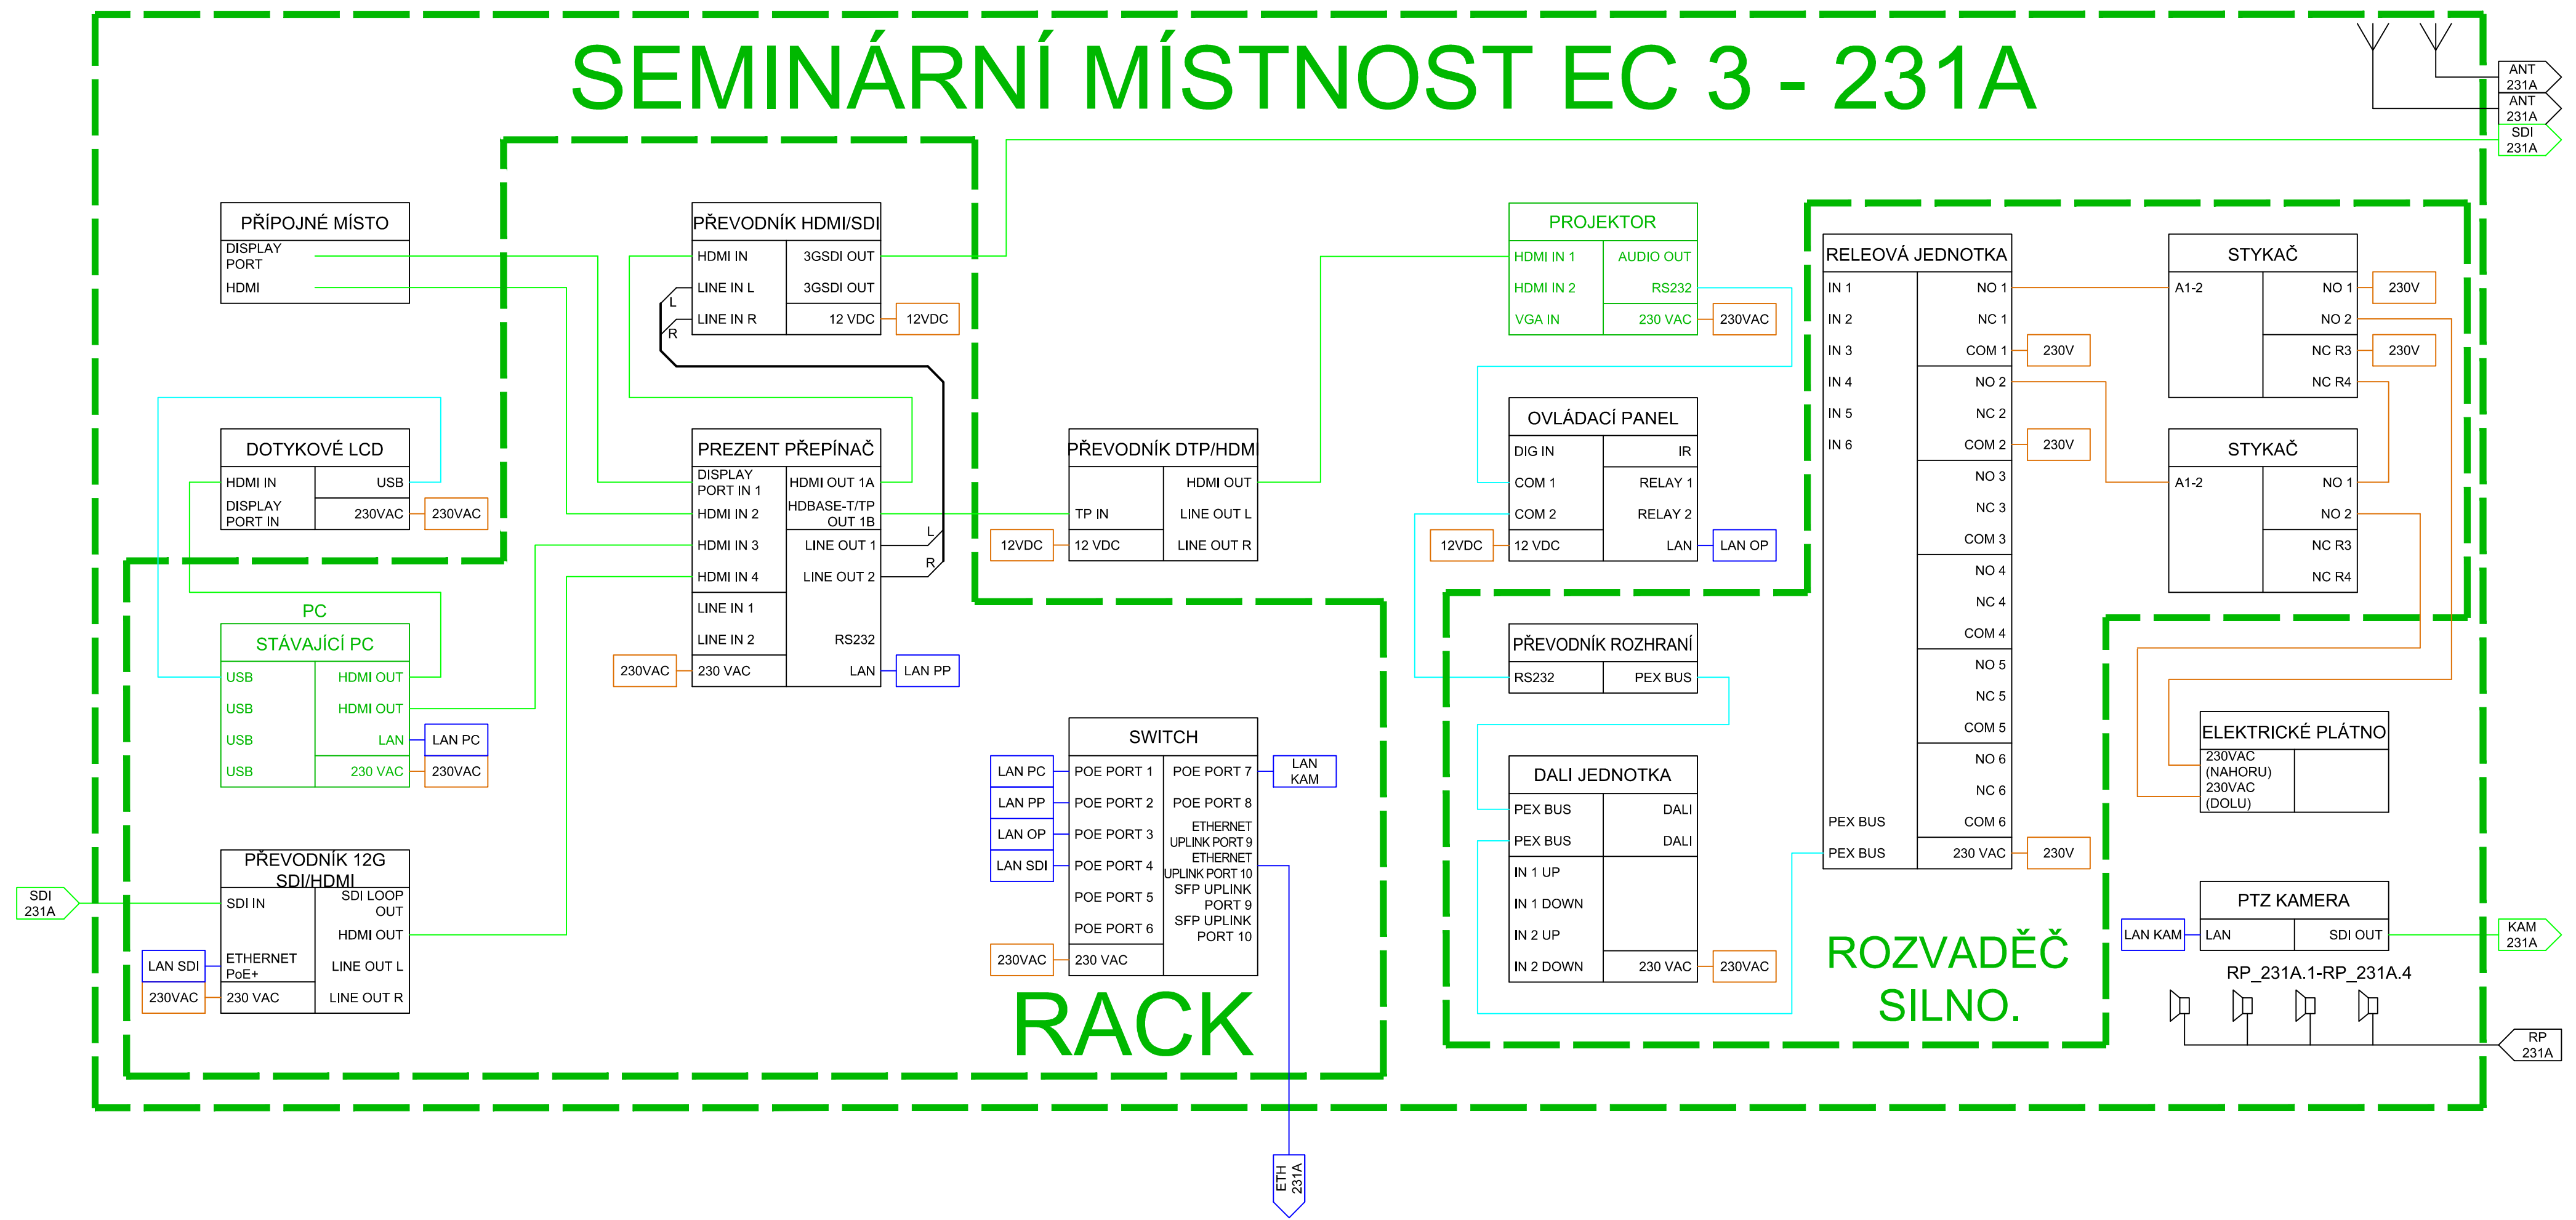 SEMINÁRNÍ MÍSTNOST EC 3 - 231A
ANT
231A
ANT
231A
SDI
231A
PŘÍPOJNÉ MÍSTO
DISPLAY
PORT
HDMI
PŘEVODNÍK HDMI/SDI
HDMI IN
3GSDI OUT
LINE IN L
3GSDI OUT
LINE IN R
12 VDC
12VDC
L
R
PROJEKTOR
HDMI IN 1
AUDIO OUT
HDMI IN 2
RS232
VGA IN
230 VAC
230VAC
RELEOVÁ JEDNOTKA
IN 1
NO 1
IN 2
NC 1
IN 3
COM 1
230V
IN 4
NO 2
IN 5
NC 2
IN 6
COM 2
230V
NO 3
NC 3
COM 3
NO 4
NC 4
COM 4
NO 5
NC 5
COM 5
NO 6
NC 6
PEX BUS
COM 6
PEX BUS
230 VAC
230V
STYKAČ
A1-2
NO 1
230V
NO 2
NC R3
230V
NC R4
STYKAČ
A1-2
NO 1
NO 2
NC R3
NC R4
DOTYKOVÉ LCD
HDMI IN
USB
DISPLAY
PORT IN
230VAC
230VAC
PREZENT PŘEPÍNAČ
DISPLAY
PORT IN 1
HDMI OUT 1A
HDMI IN 2
HDBASE-T/TP
OUT 1B
HDMI IN 3
LINE OUT 1
L
HDMI IN 4
LINE OUT 2
R
LINE IN 1
LINE IN 2
RS232
230VAC
230 VAC
LAN
LAN PP
PŘEVODNÍK DTP/HDMI
HDMI OUT
TP IN
LINE OUT L
12VDC
12 VDC
LINE OUT R
OVLÁDACÍ PANEL
DIG IN
IR
COM 1
RELAY 1
COM 2
RELAY 2
12VDC
12 VDC
LAN
LAN OP
PC
STÁVAJÍCÍ PC
USB
HDMI OUT
USB
HDMI OUT
USB
LAN
LAN PC
USB
230 VAC
230VAC
PŘEVODNÍK ROZHRANÍ
RS232
PEX BUS
SWITCH
LAN PC
POE PORT 1
POE PORT 7
LAN
KAM
LAN PP
POE PORT 2
POE PORT 8
LAN OP
POE PORT 3
ETHERNET
UPLINK PORT 9
LAN SDI
POE PORT 4
ETHERNET
UPLINK PORT 10
POE PORT 5
SFP UPLINK
PORT 9
POE PORT 6
SFP UPLINK
PORT 10
230VAC
230 VAC
DALI JEDNOTKA
PEX BUS
DALI
PEX BUS
DALI
IN 1 UP
IN 1 DOWN
IN 2 UP
IN 2 DOWN
230 VAC
230VAC
ELEKTRICKÉ PLÁTNO
230VAC
(NAHORU)
230VAC
(DOLU)
PŘEVODNÍK 12G
SDI/HDMI
SDI
231A
SDI IN
SDI LOOP
OUT
HDMI OUT
LAN SDI
ETHERNET
PoE+
LINE OUT L
230VAC
230 VAC
LINE OUT R
PTZ KAMERA
LAN KAM
LAN
SDI OUT
KAM
231A
RP_231A.1-RP_231A.4
RP
231A
RACK
ROZVADĚČ
SILNO.
ETH
231A